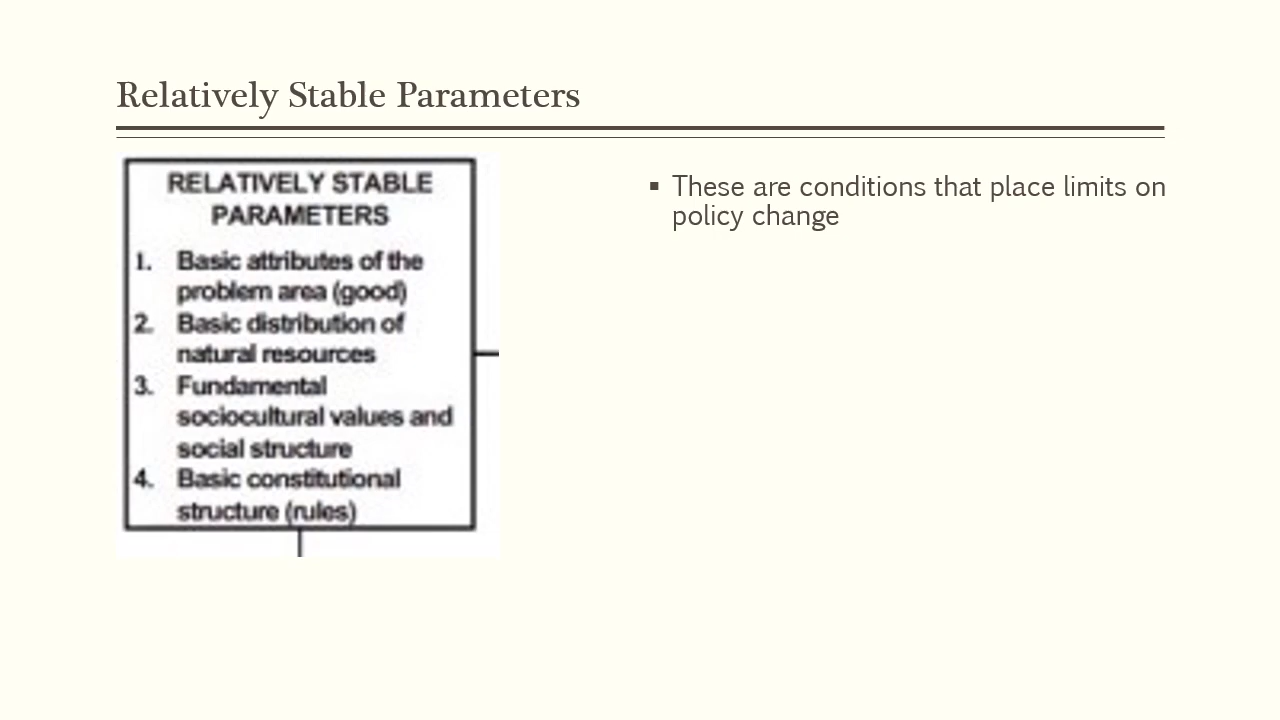 Relatively Stable Parameters
RELATIVELY STABLE
PARAMETERS
1. Basic attributes of the
problem area (good)
2. Basic distribution of
natural resources
3. Fundamental
sociocultural values and
social structure
4. Basic constitutional
structure (rules)
▪ These are conditions that place limits on
policy change